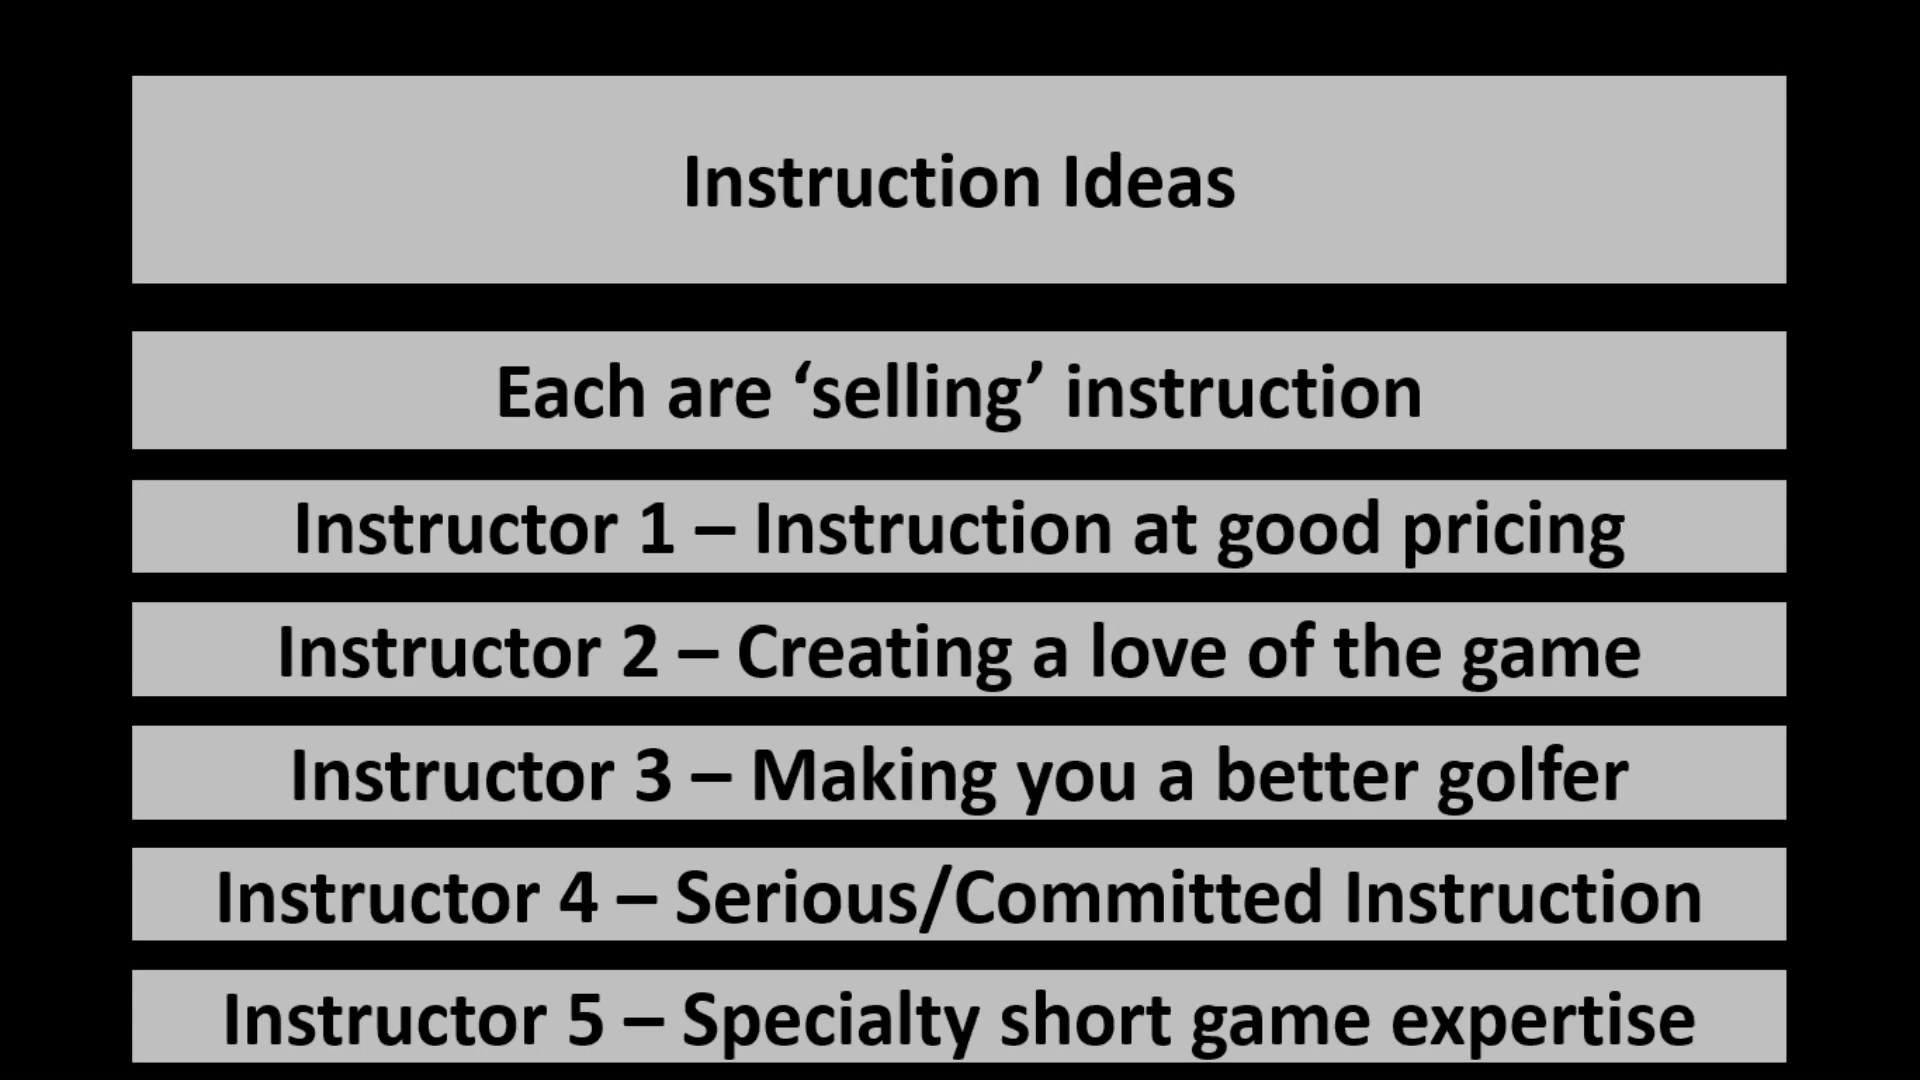 Instruction Ideas
Each are ‘selling’ instruction
Instructor 1 – Instruction at good pricing
Instructor 2 – Creating a love of the game
Instructor 3 – Making you a better golfer
Instructor 4 – Serious/Committed Instruction
Instructor 5 – Specialty short game expertise